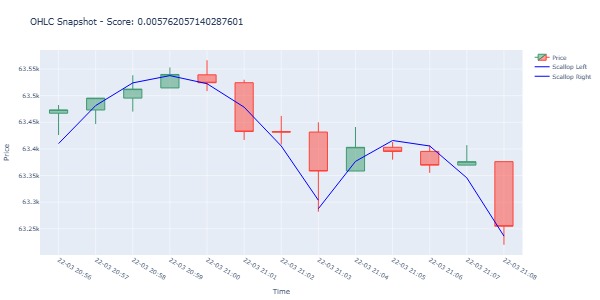 OHLC Snapshot - Score: 0.005762057140287601
Price
Scallop Left
Scallop Right
63.55k
63.5k
63.45k
63.4k
63.35k
63.3k
63.25k
Price
22-03 20:56
22-03 20:57
22-03 20:58
22-03 20:59
22-03 21:00
22-03 21:01
22-03 21:02
22-03 21:03
22-03 21:04
22-03 21:05
22-03 21:06
22-03 21:07
22-03 21:08
Time